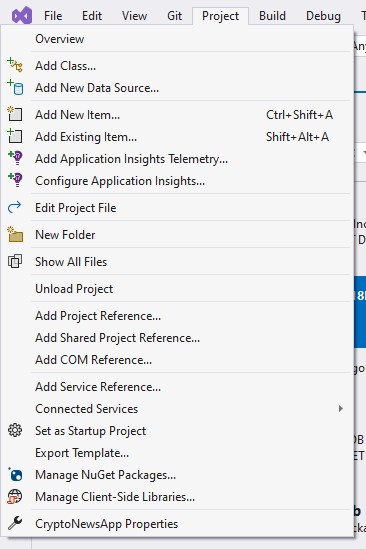 File Edit View Git Project Build Debug
Overview
Add Class...
Add New Data Source...
Add New Item... Ctrl+Shift+A
Add Existing Item... Shift+Alt+A
Add Application Insights Telemetry...
Configure Application Insights...
Edit Project File
New Folder
Show All Files
Unload Project
Add Project Reference...
Add Shared Project Reference...
Add COM Reference...
Add Service Reference...
Connected Services
Set as Startup Project
Export Template...
Manage NuGet Packages...
Manage Client-Side Libraries...
CryptoNewsApp Properties